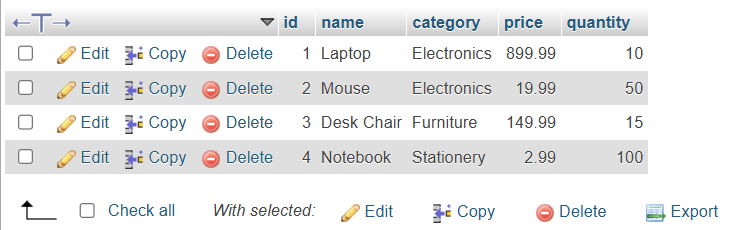 id name category price quantity
Edit Copy Delete 1 Laptop Electronics 899.99 10
Edit Copy Delete 2 Mouse Electronics 19.99 50
Edit Copy Delete 3 Desk Chair Furniture 149.99 15
Edit Copy Delete 4 Notebook Stationery 2.99 100
Check all With selected: Edit Copy Delete Export